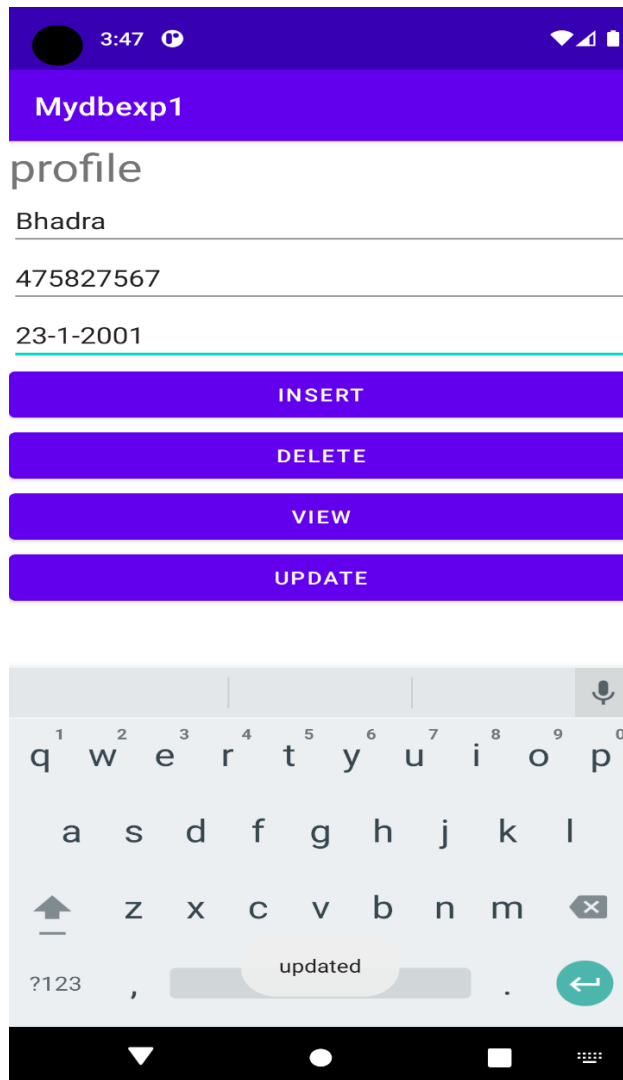 3:47
Mydbexp1
profile
Bhadra
475827567
23-1-2001
INSERT
DELETE
VIEW
UPDATE
1 2 3 4 5 6 7 8 9 0
q w e r t y u i o p
a s d f g h j k l
z x c v b n m
updated
?123 , .